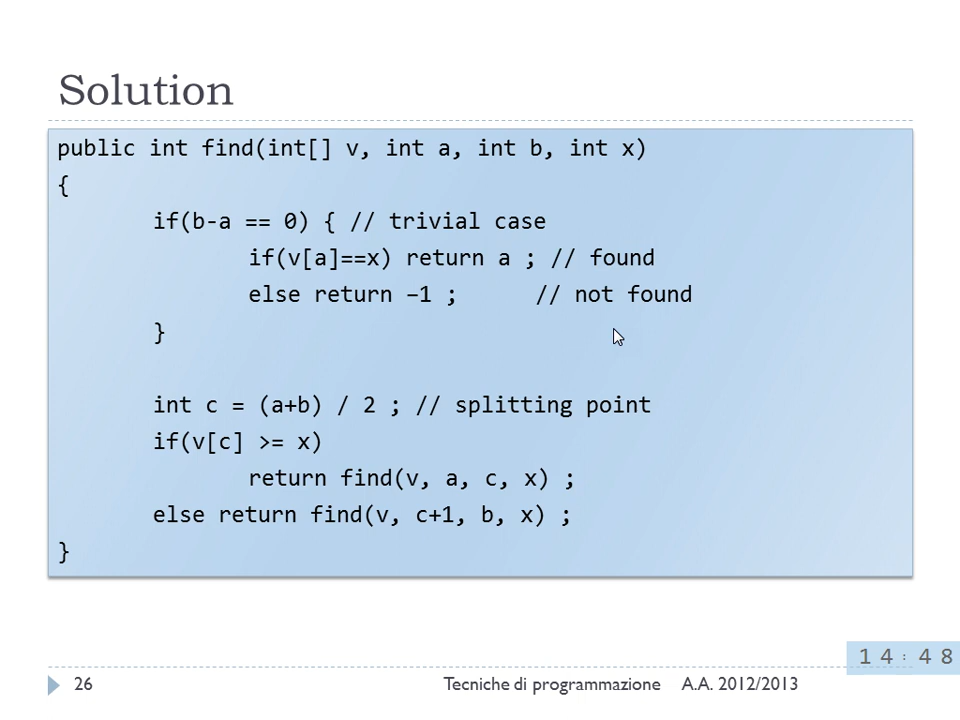 Solution
public int find(int[] v, int a, int b, int x)
{
if(b-a == 0) { // trivial case
if(v[a]==x) return a ; // found
else return –1 ; // not found
}
int c = (a+b) / 2 ; // splitting point
if(v[c] >= x)
return find(v, a, c, x) ;
else return find(v, c+1, b, x) ;
}
14:48
26 Tecniche di programmazione A.A. 2012/2013